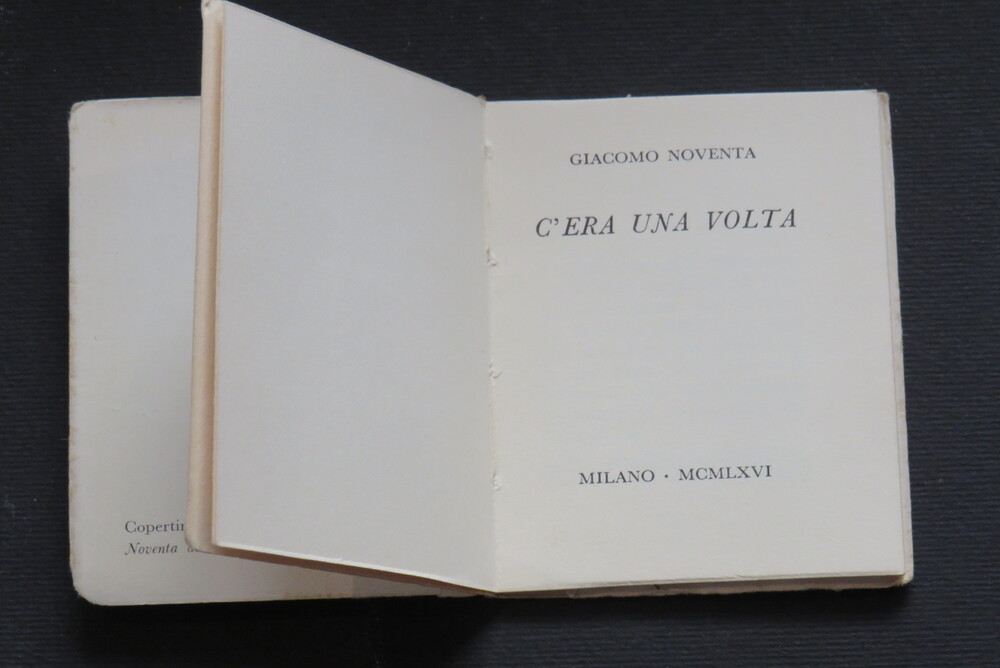 Copertin
Noventa
GIACOMO NOVENTA
C'ERA UNA VOLTA
MILANO · MCMLXVI